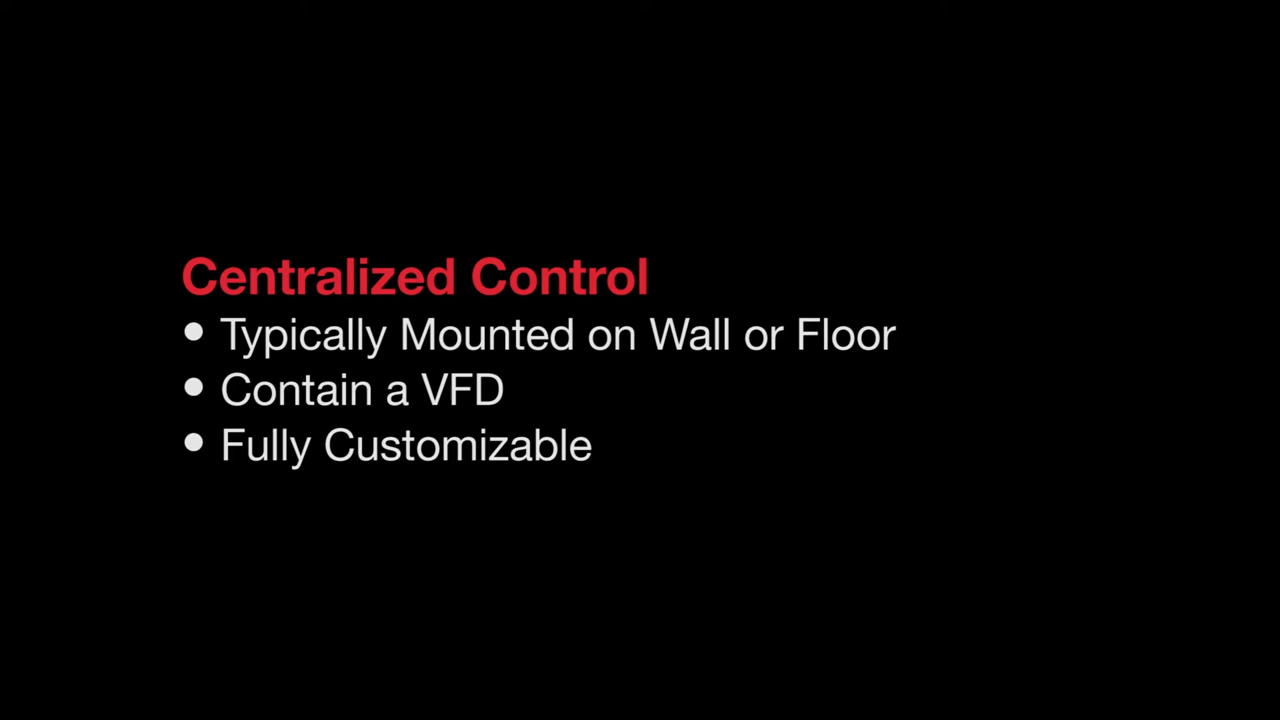 Centralized Control
• Typically Mounted on Wall or Floor
• Contain a VFD
• Fully Customizable